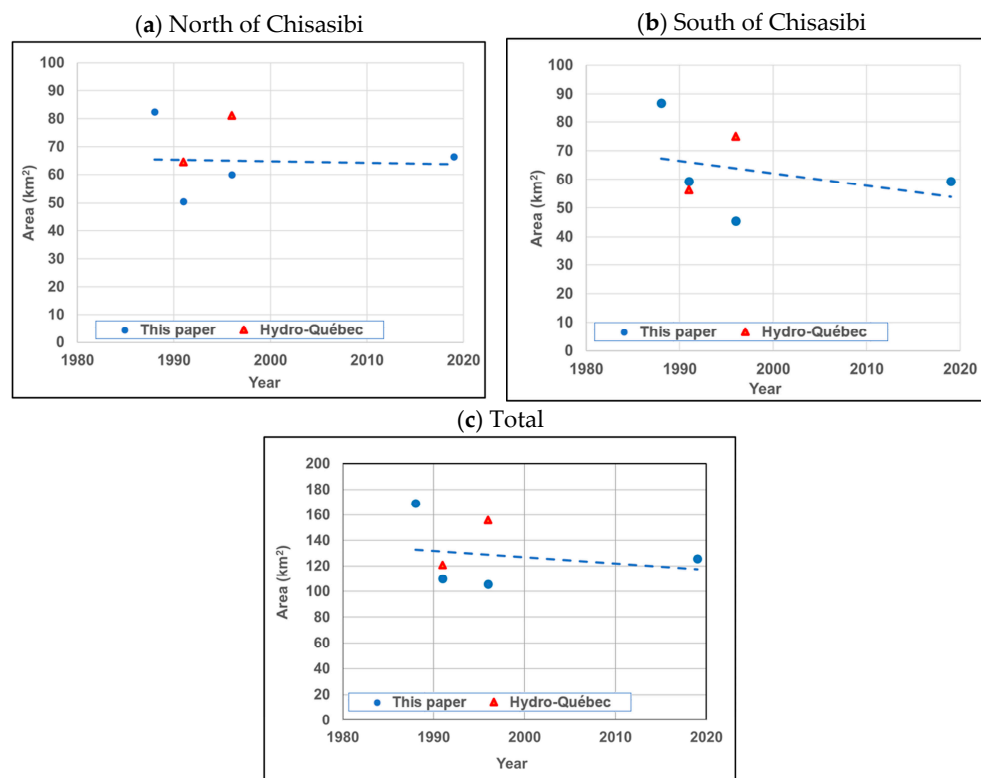 (a) North of Chisasibi
100
90
80
70
60
50
40
30
20
10
0
Area (km²)
This paper
Hydro-Québec
1980 1990 2000 2010 2020
Year
(b) South of Chisasibi
100
90
80
70
60
50
40
30
20
10
0
Area (km²)
This paper
Hydro-Québec
1980 1990 2000 2010 2020
Year
(c) Total
200
180
160
140
120
100
80
60
40
20
0
Area (km²)
This paper
Hydro-Québec
1980 1990 2000 2010 2020
Year